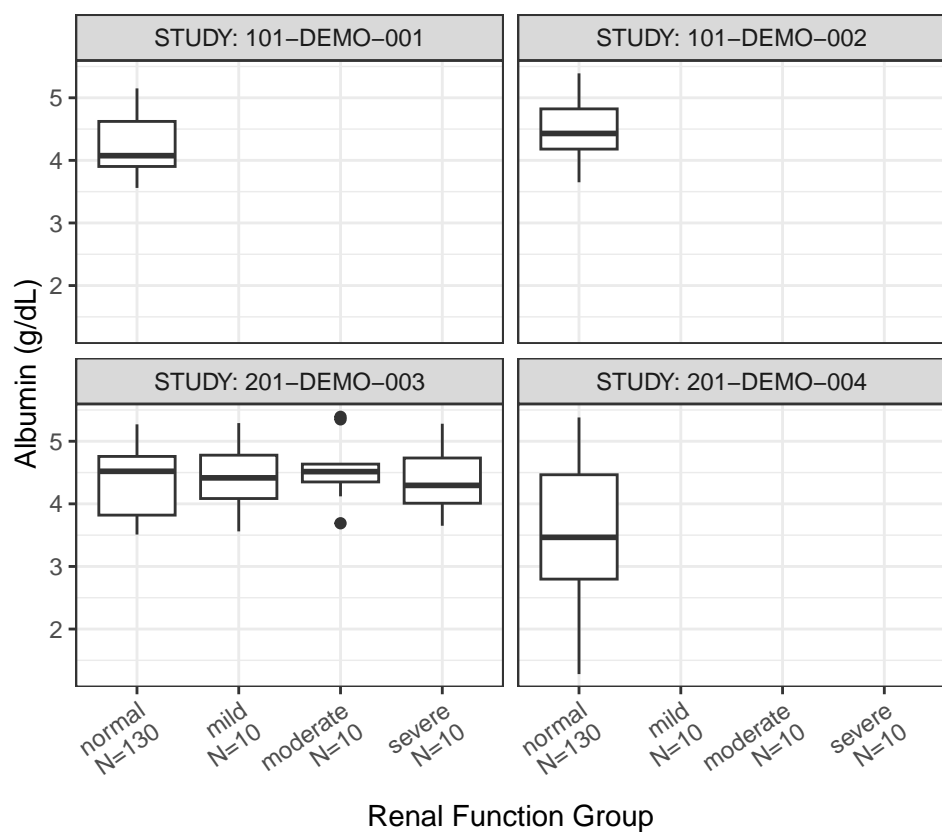 STUDY: 101−DEMO−001
STUDY: 101−DEMO−002
5
4
3
2
STUDY: 201−DEMO−003
STUDY: 201−DEMO−004
5
4
3
2
Albumin (g/dL)
normal
N=130
mild
N=10
moderate
N=10
severe
N=10
normal
N=130
mild
N=10
moderate
N=10
severe
N=10
Renal Function Group